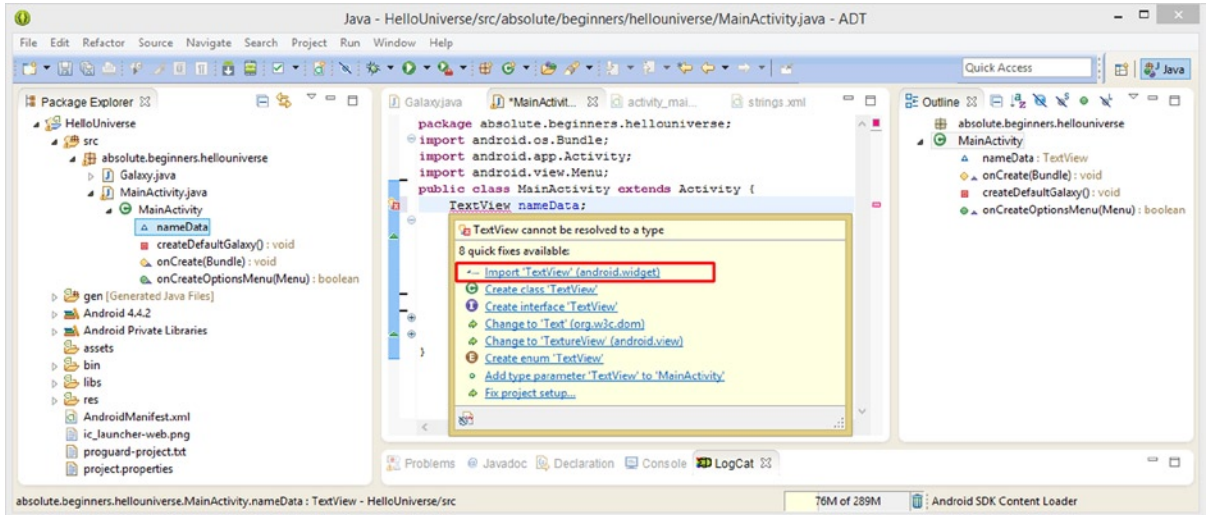 Java - HelloUniverse/src/absolute/beginners/hellouniverse/MainActivity.java - ADT
File Edit Refactor Source Navigate Search Project Run Window Help
Quick Access
Java
Package Explorer
HelloUniverse
src
absolute.beginners.hellouniverse
Galaxy.java
MainActivity.java
MainActivity
nameData
createDefaultGalaxy() : void
onCreate(Bundle) : void
onCreateOptionsMenu(Menu) : boolean
gen [Generated Java Files]
Android 4.4.2
Android Private Libraries
assets
bin
libs
res
AndroidManifest.xml
ic_launcher-web.png
proguard-project.txt
project.properties
Galaxy.java *MainActivit... activity_mai... strings.xml
package absolute.beginners.hellouniverse;
import android.os.Bundle;
import android.app.Activity;
import android.view.Menu;
public class MainActivity extends Activity {
TextView nameData;
TextView cannot be resolved to a type
8 quick fixes available:
Import 'TextView' (android.widget)
Create class 'TextView'
Create interface 'TextView'
Change to 'Text' (org.w3c.dom)
Change to 'TextureView' (android.view)
Create enum 'TextView'
Add type parameter 'TextView' to 'MainActivity'
Fix project setup...
}
Problems @ Javadoc Declaration Console LogCat
Outline
absolute.beginners.hellouniverse
MainActivity
nameData : TextView
onCreate(Bundle) : void
createDefaultGalaxy() : void
onCreateOptionsMenu(Menu) : boolean
absolute.beginners.hellouniverse.MainActivity.nameData : TextView - HelloUniverse/src
76M of 289M
Android SDK Content Loader